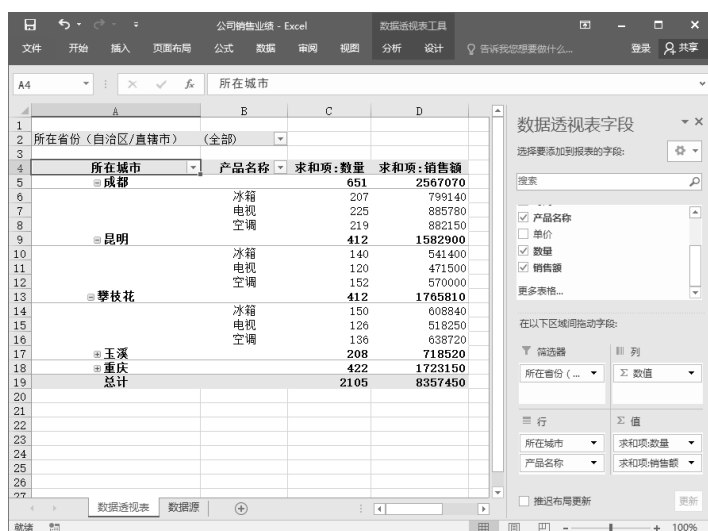 公司销售业绩 - Excel
数据透视表工具
文件 开始 插入 页面布局 公式 数据 审阅 视图 分析 设计 告诉我您想要做什么... 登录 共享
A4 fx 所在城市
A B C D
1
2 所在省份（自治区/直辖市） (全部)
3
4 所在城市 产品名称 求和项:数量 求和项:销售额
5 成都 651 2567070
6 冰箱 207 799140
7 电视 225 885780
8 空调 219 882150
9 昆明 412 1582900
10 冰箱 140 541400
11 电视 120 471500
12 空调 152 570000
13 攀枝花 412 1765810
14 冰箱 150 608840
15 电视 126 518250
16 空调 136 638720
17 玉溪 208 718520
18 重庆 422 1723150
19 总计 2105 8357450
20
21
22
23
24
25
26
27
数据透视表 数据源
就绪
100%
数据透视表字段
选择要添加到报表的字段:
搜索
产品名称
单价
数量
销售额
更多表格...
在以下区域间拖动字段:
筛选器
所在省份（...
列
Σ 数值
行
所在城市
产品名称
Σ 值
求和项:数量
求和项:销售额
推迟布局更新 更新